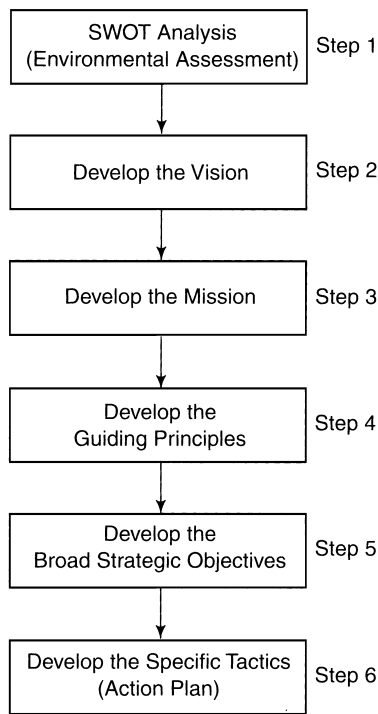 SWOT Analysis
(Environmental Assessment)
Step 1
Develop the Vision
Step 2
Develop the Mission
Step 3
Develop the
Guiding Principles
Step 4
Develop the
Broad Strategic Objectives
Step 5
Develop the Specific Tactics
(Action Plan)
Step 6